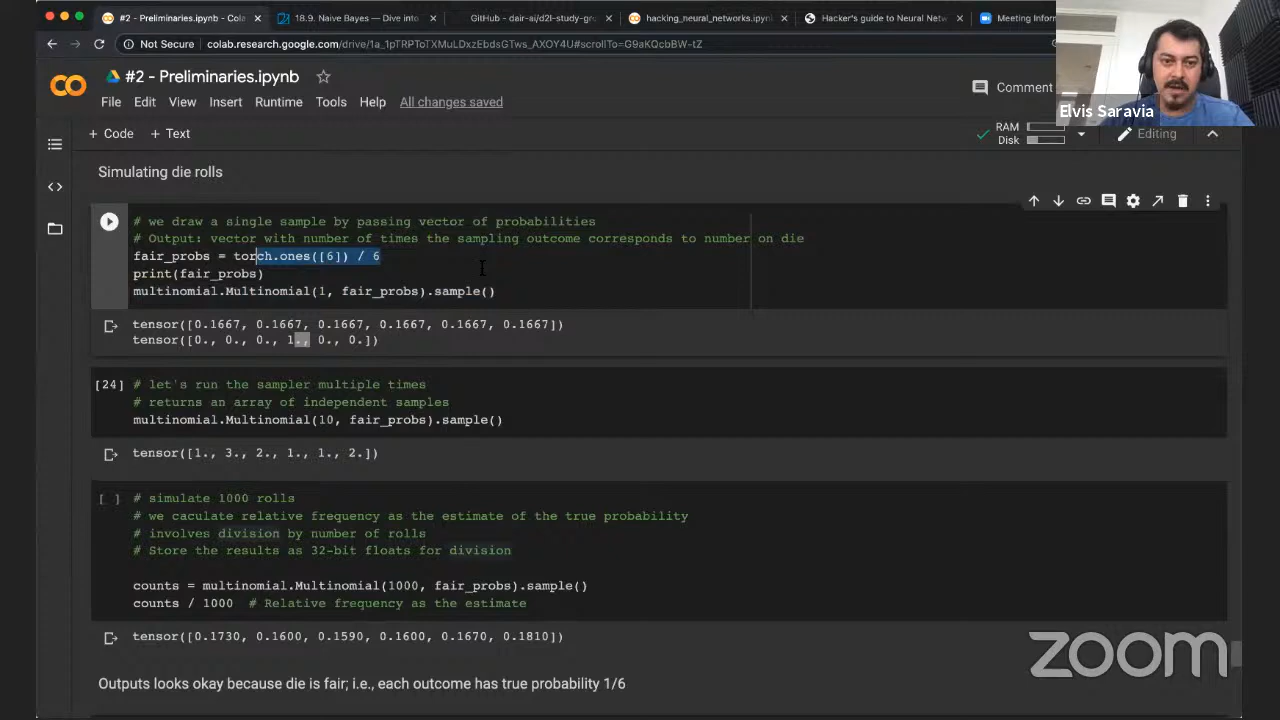 #2 - Preliminaries.ipynb - Cola
18.9. Naive Bayes — Dive into
GitHub - dair-ai/d2l-study-gro
hacking_neural_networks.ipynb
Hacker's guide to Neural Netw
Meeting Inform
Not Secure
colab.research.google.com/drive/1a_1pTRPToTXMuLDxzEbdsGTws_AXOY4U#scrollTo=G9aKQcbBW-tZ
#2 - Preliminaries.ipynb
File Edit View Insert Runtime Tools Help All changes saved
Comment
Elvis Saravia
+ Code + Text
RAM
Disk
Editing
Simulating die rolls
# we draw a single sample by passing vector of probabilities
# Output: vector with number of times the sampling outcome corresponds to number on die
fair_probs = torch.ones([6]) / 6
print(fair_probs)
multinomial.Multinomial(1, fair_probs).sample()
tensor([0.1667, 0.1667, 0.1667, 0.1667, 0.1667, 0.1667])
tensor([0., 0., 0., 1., 0., 0.])
[24] # let's run the sampler multiple times
# returns an array of independent samples
multinomial.Multinomial(10, fair_probs).sample()
tensor([1., 3., 2., 1., 1., 2.])
[ ] # simulate 1000 rolls
# we caculate relative frequency as the estimate of the true probability
# involves division by number of rolls
# Store the results as 32-bit floats for division
counts = multinomial.Multinomial(1000, fair_probs).sample()
counts / 1000 # Relative frequency as the estimate
tensor([0.1730, 0.1600, 0.1590, 0.1600, 0.1670, 0.1810])
Outputs looks okay because die is fair; i.e., each outcome has true probability 1/6
zoom